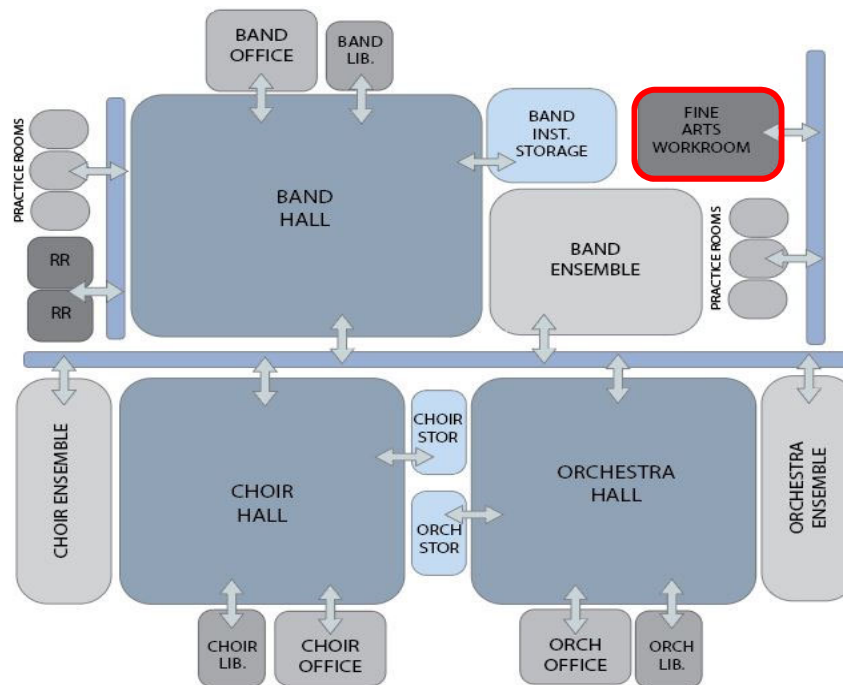 BAND
OFFICE
BAND
LIB.
PRACTICE ROOMS
BAND
HALL
BAND
INST.
STORAGE
FINE
ARTS
WORKROOM
BAND
ENSEMBLE
PRACTICE ROOMS
RR
RR
CHOIR ENSEMBLE
CHOIR
HALL
CHOIR
STOR
ORCH
STOR
ORCHESTRA
HALL
ORCHESTRA
ENSEMBLE
CHOIR
LIB.
CHOIR
OFFICE
ORCH
OFFICE
ORCH
LIB.